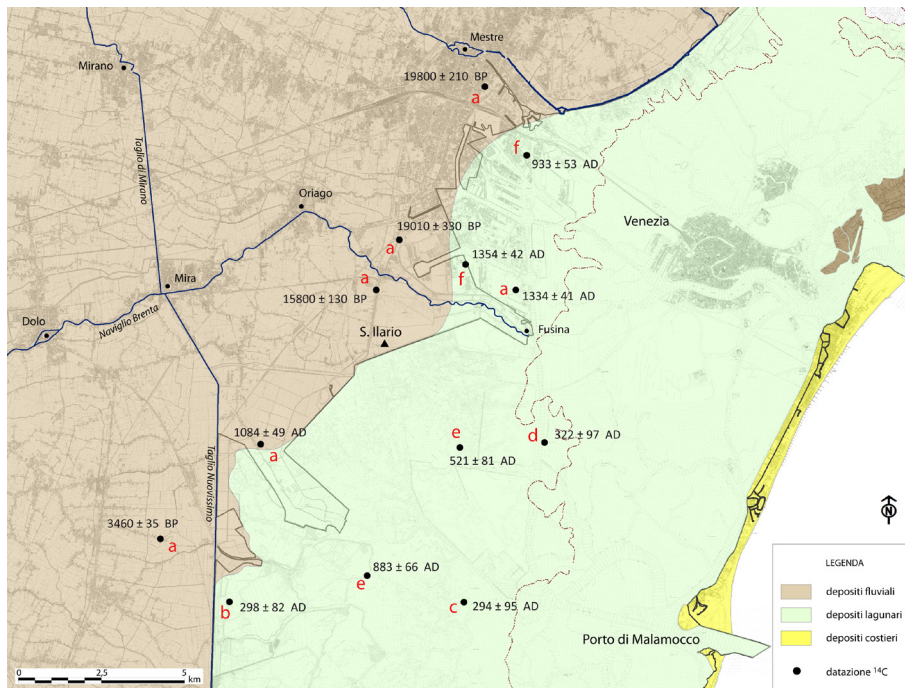 Mestre
Mirano
19800 ± 210 BP
a
f
933 ± 53 AD
Taglio di Mirano
Oriago
Venezia
19010 ± 330 BP
a
1354 ± 42 AD
f
Mira
a
a
15800 ± 130 BP
1334 ± 41 AD
Naviglio Brenta
Dolo
S. Ilario
Fusina
1084 ± 49 AD
a
e
521 ± 81 AD
d
322 ± 97 AD
Taglio Nuovissimo
3460 ± 35 BP
a
883 ± 66 AD
e
b
298 ± 82 AD
c
294 ± 95 AD
Porto di Malamocco
N
LEGENDA
depositi fluviali
depositi lagunari
depositi costieri
datazione ¹⁴C
0 2,5 5
km